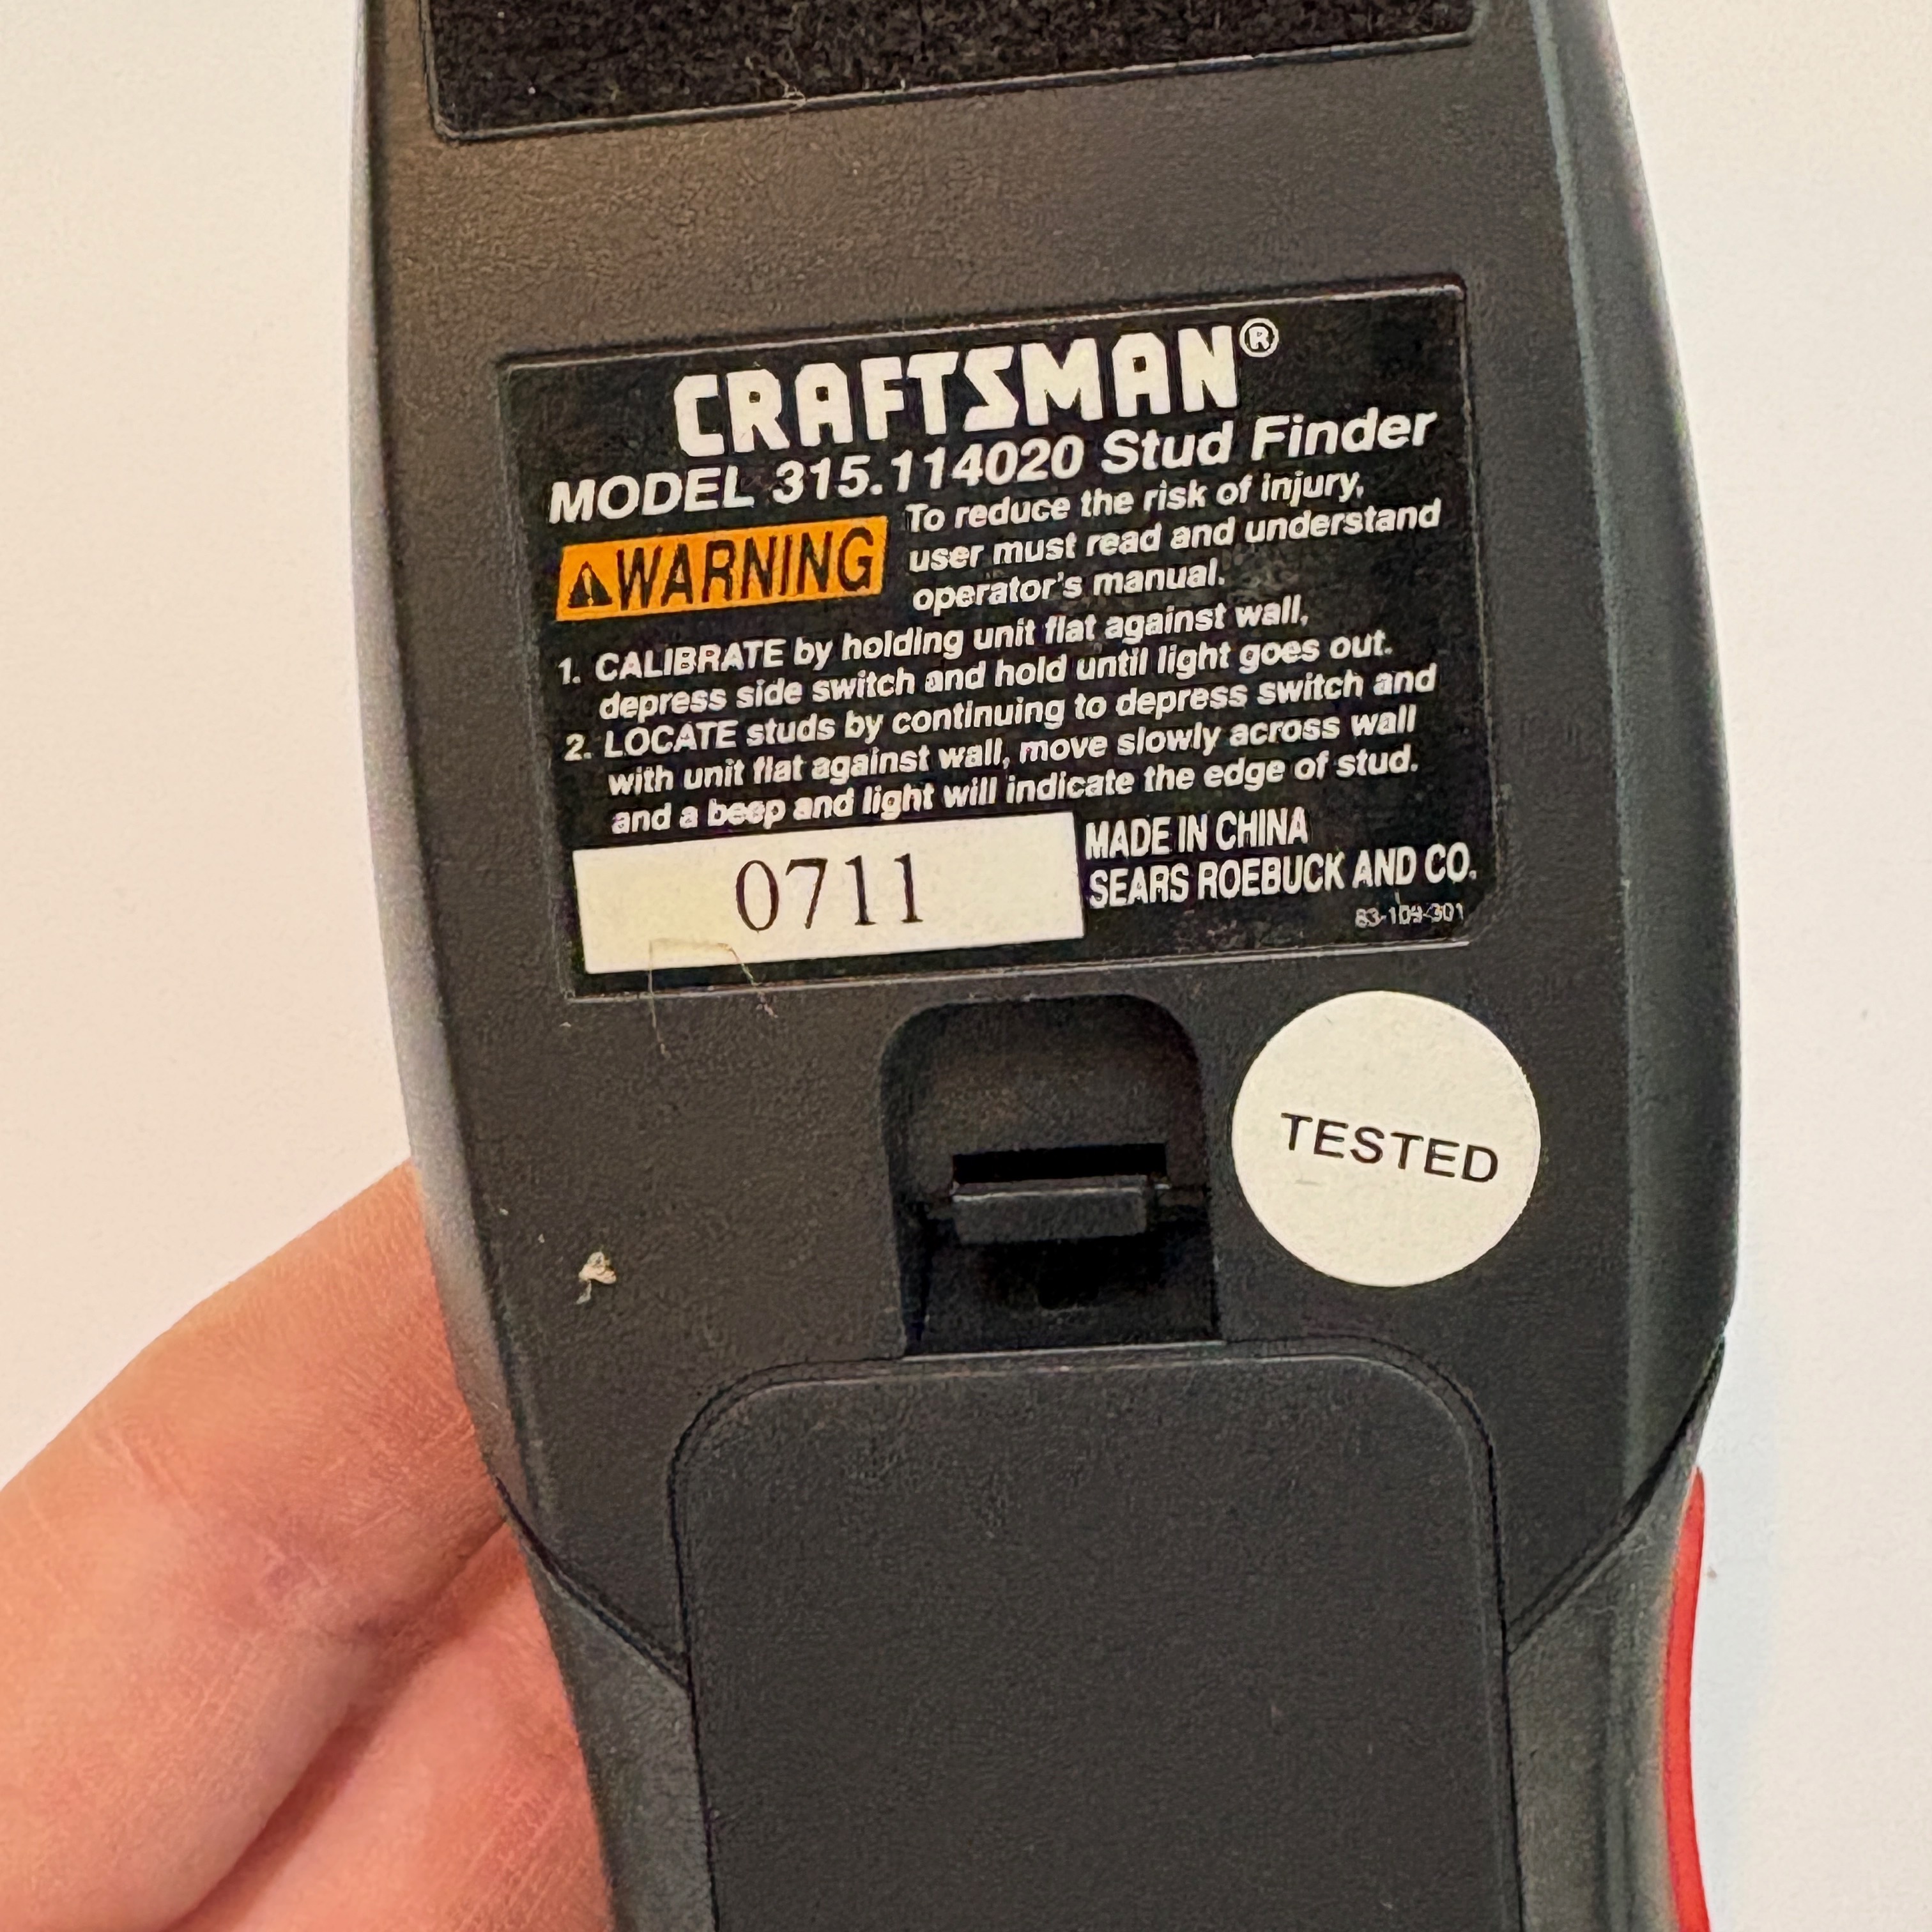 CRAFTSMAN®
MODEL 315.114020 Stud Finder
⚠WARNING
To reduce the risk of injury,
user must read and understand
operator's manual.
1. CALIBRATE by holding unit flat against wall,
depress side switch and hold until light goes out.
2. LOCATE studs by continuing to depress switch and
with unit flat against wall, move slowly across wall
and a beep and light will indicate the edge of stud.
0711
MADE IN CHINA
SEARS ROEBUCK AND CO.
83-109-301
TESTED